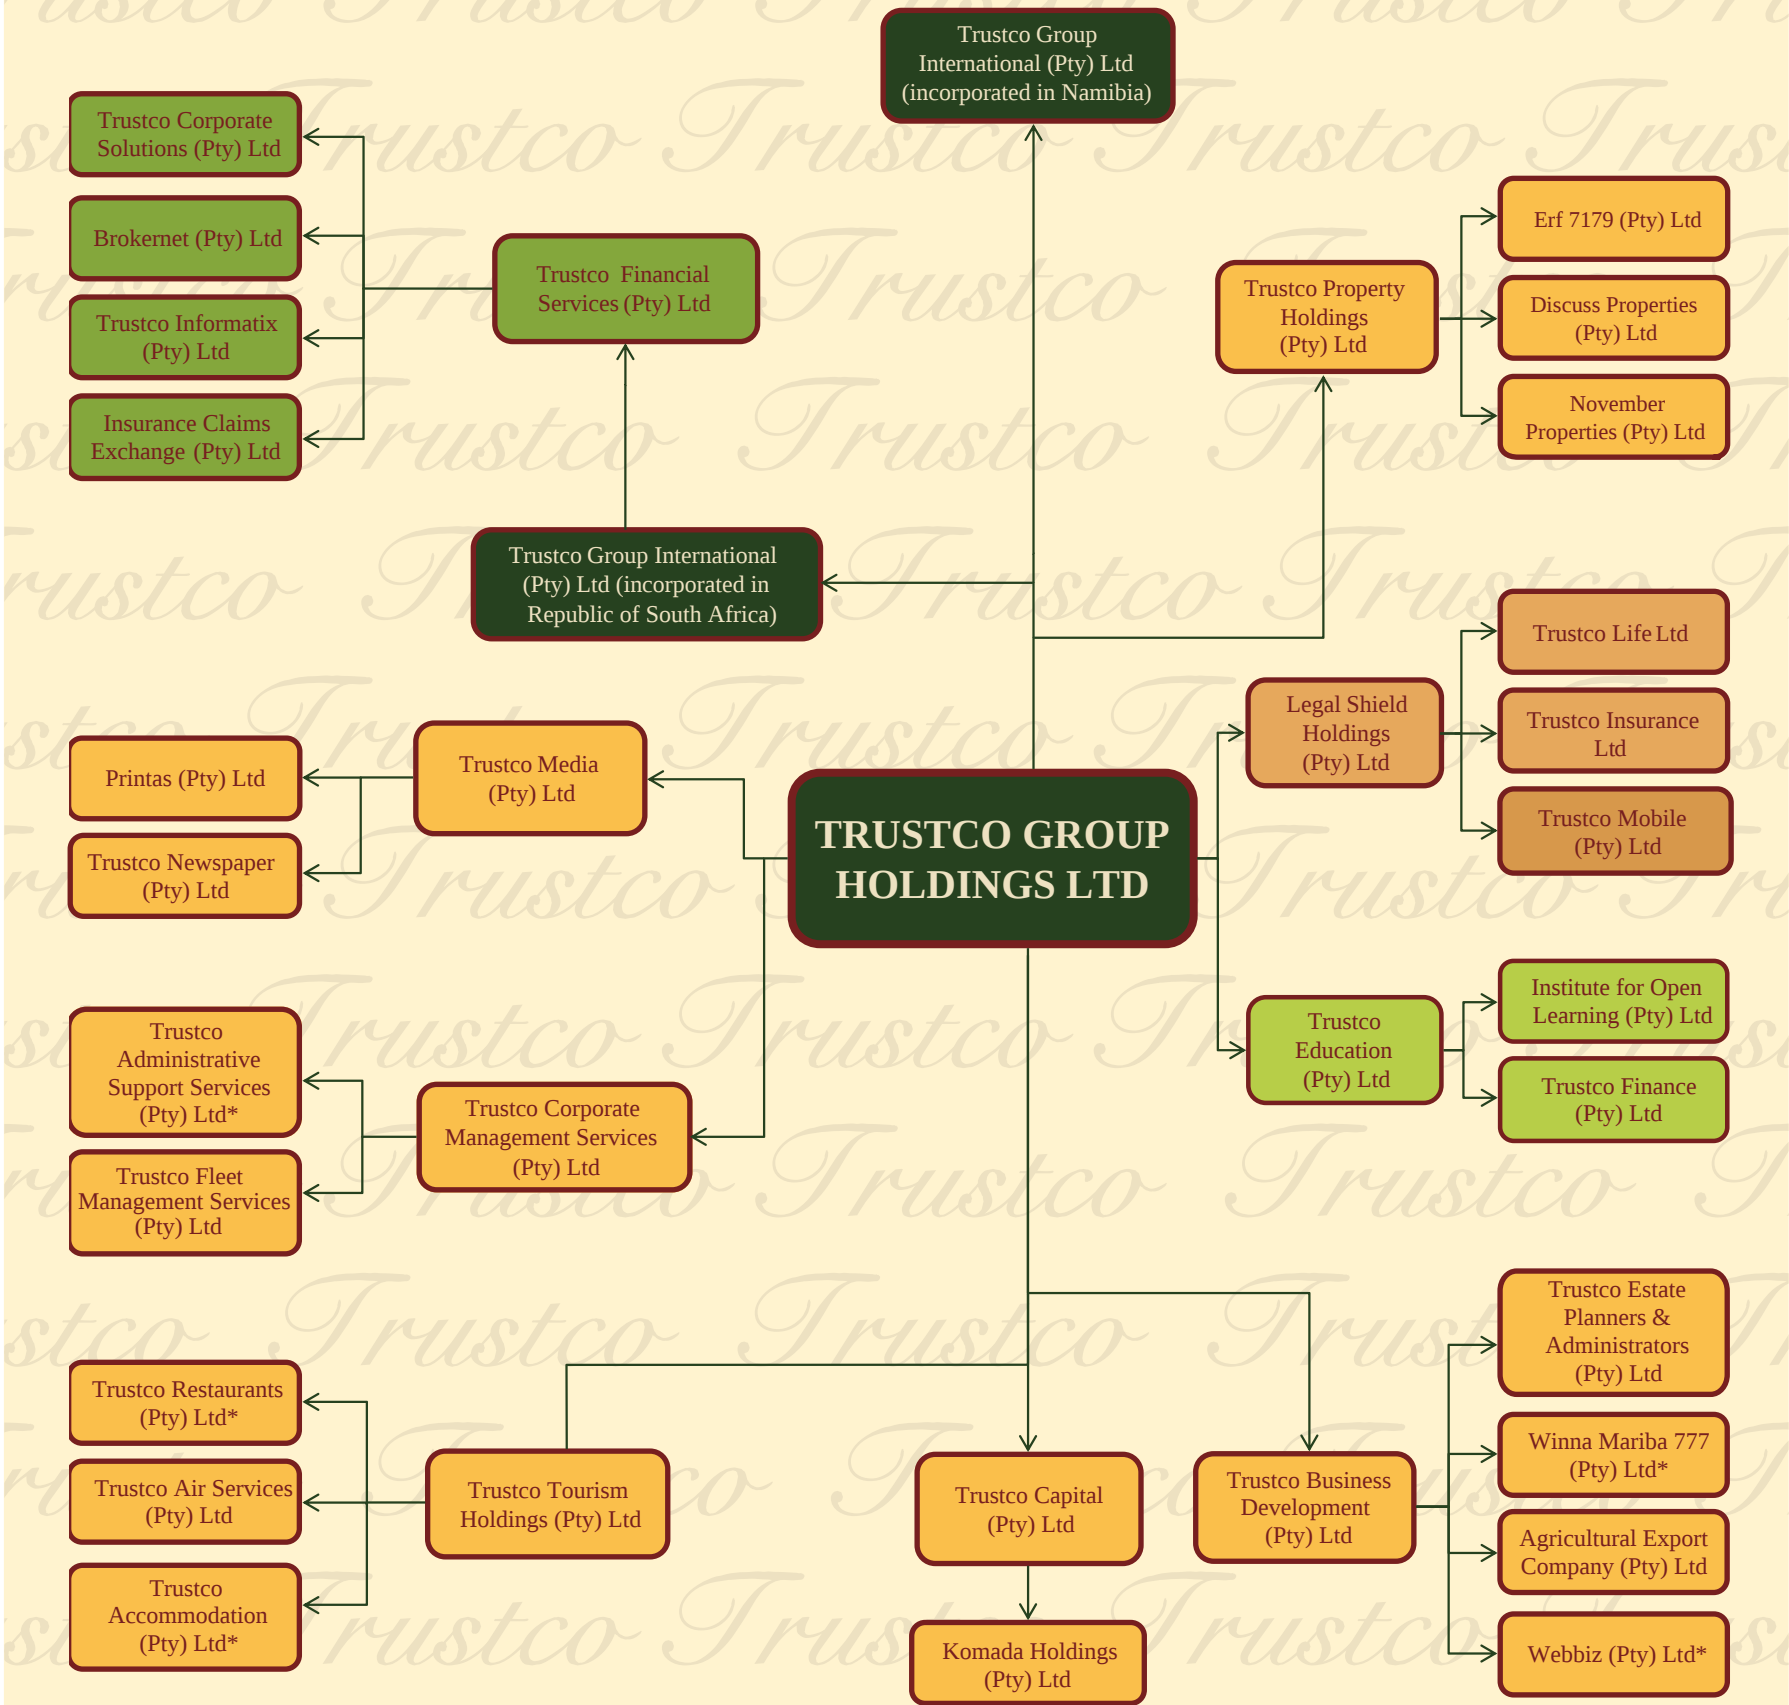 Trustco Group
International (Pty) Ltd
(incorporated in Namibia)
Trustco Corporate
Solutions (Pty) Ltd
Brokernet (Pty) Ltd
Trustco Informatix
(Pty) Ltd
Insurance Claims
Exchange (Pty) Ltd
Trustco Financial
Services (Pty) Ltd
Trustco Property
Holdings
(Pty) Ltd
Erf 7179 (Pty) Ltd
Discuss Properties
(Pty) Ltd
November
Properties (Pty) Ltd
Trustco Group International
(Pty) Ltd (incorporated in
Republic of South Africa)
Legal Shield
Holdings
(Pty) Ltd
Trustco Life Ltd
Trustco Insurance
Ltd
Trustco Mobile
(Pty) Ltd
Printas (Pty) Ltd
Trustco Newspaper
(Pty) Ltd
Trustco Media
(Pty) Ltd
TRUSTCO GROUP
HOLDINGS LTD
Trustco
Education
(Pty) Ltd
Institute for Open
Learning (Pty) Ltd
Trustco Finance
(Pty) Ltd
Trustco
Administrative
Support Services
(Pty) Ltd*
Trustco Fleet
Management Services
(Pty) Ltd
Trustco Corporate
Management Services
(Pty) Ltd
Trustco Restaurants
(Pty) Ltd*
Trustco Air Services
(Pty) Ltd
Trustco
Accommodation
(Pty) Ltd*
Trustco Tourism
Holdings (Pty) Ltd
Trustco Capital
(Pty) Ltd
Komada Holdings
(Pty) Ltd
Trustco Business
Development
(Pty) Ltd
Trustco Estate
Planners &
Administrators
(Pty) Ltd
Winna Mariba 777
(Pty) Ltd*
Agricultural Export
Company (Pty) Ltd
Webbiz (Pty) Ltd*